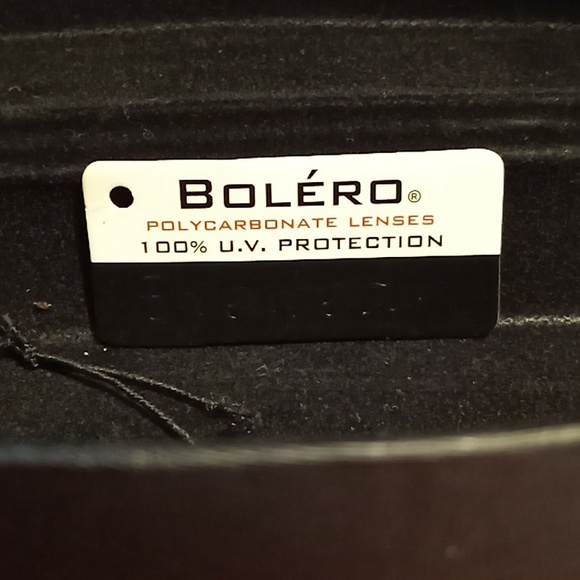 BOLÉRO®
POLYCARBONATE LENSES
100% U.V. PROTECTION